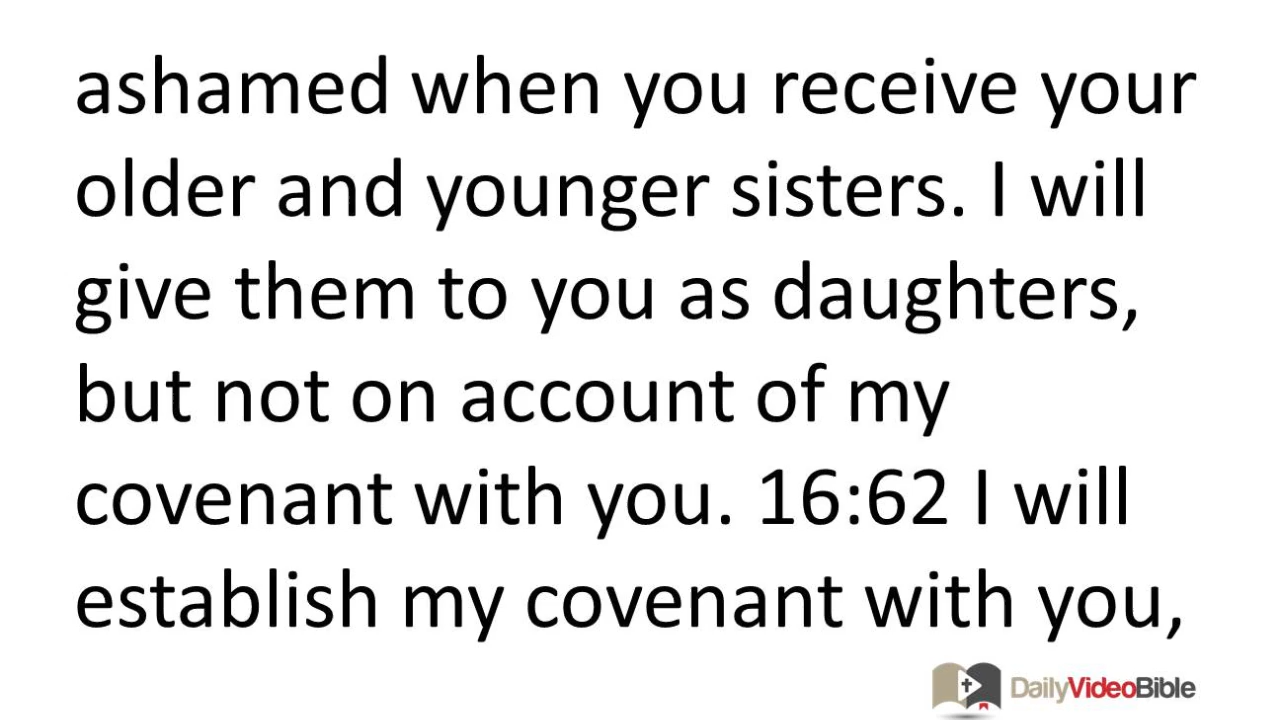 ashamed when you receive your
older and younger sisters. I will
give them to you as daughters,
but not on account of my
covenant with you. 16:62 I will
establish my covenant with you,
DailyVideoBible